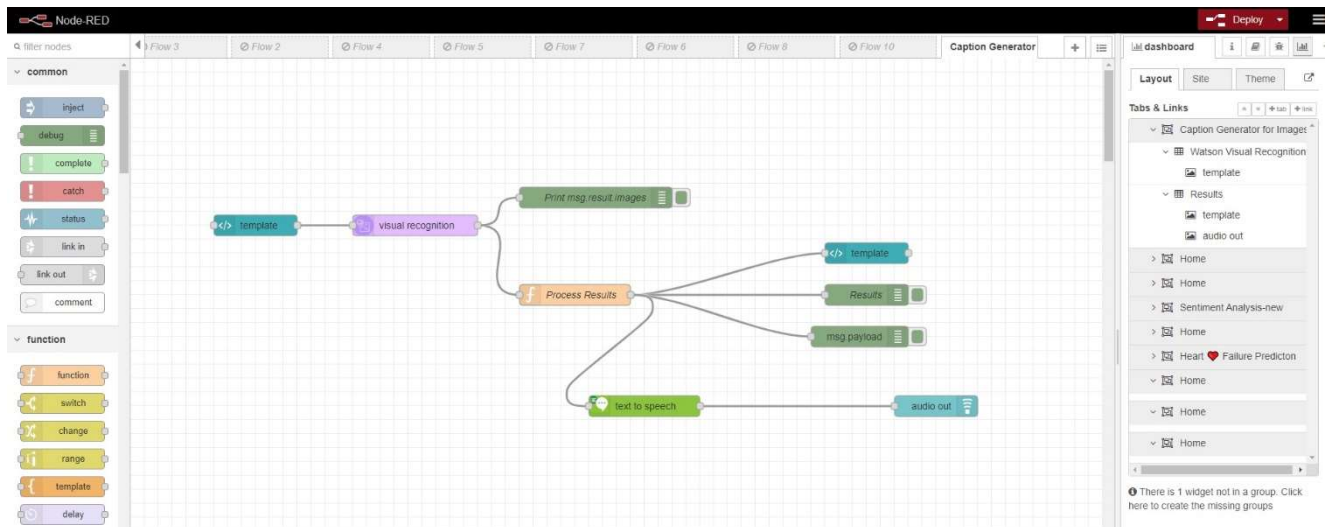 Node-RED
Deploy
filter nodes
Flow 3
Flow 2
Flow 4
Flow 5
Flow 7
Flow 6
Flow 8
Flow 10
Caption Generator
dashboard
common
inject
debug
complete
catch
status
link in
link out
comment
function
function
switch
change
range
template
delay
template
visual recognition
Print msg.result.images
Process Results
template
Results
msg.payload
text to speech
audio out
Layout
Site
Theme
Tabs & Links
tab
link
Caption Generator for Images
Watson Visual Recognition
template
Results
template
audio out
Home
Home
Sentiment Analysis-new
Home
Heart ❤ Failure Predicton
Home
Home
Home
There is 1 widget not in a group. Click
here to create the missing groups